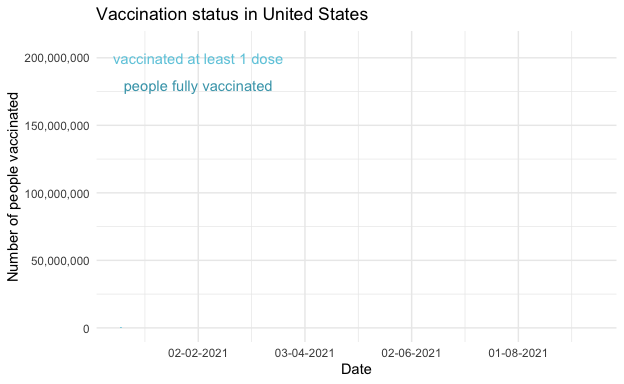 Vaccination status in United States
vaccinated at least 1 dose
people fully vaccinated
Number of people vaccinated
200,000,000
150,000,000
100,000,000
50,000,000
0
02-02-2021
03-04-2021
02-06-2021
01-08-2021
Date